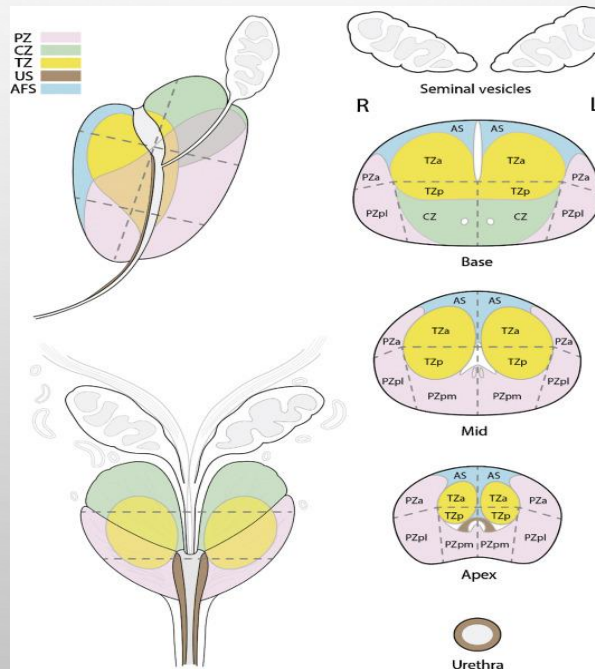 PZ
CZ
TZ
US
AFS
Seminal vesicles
R
L
AS AS
TZa TZa
PZa PZa
TZp TZp
PZpl PZpl
CZ CZ
Base
AS AS
TZa TZa
PZa PZa
TZp TZp
PZpl PZpl
PZpm PZpm
Mid
AS AS
PZa TZa TZa PZa
TZp TZp
PZpl PZpl
PZpm PZpm
Apex
Urethra